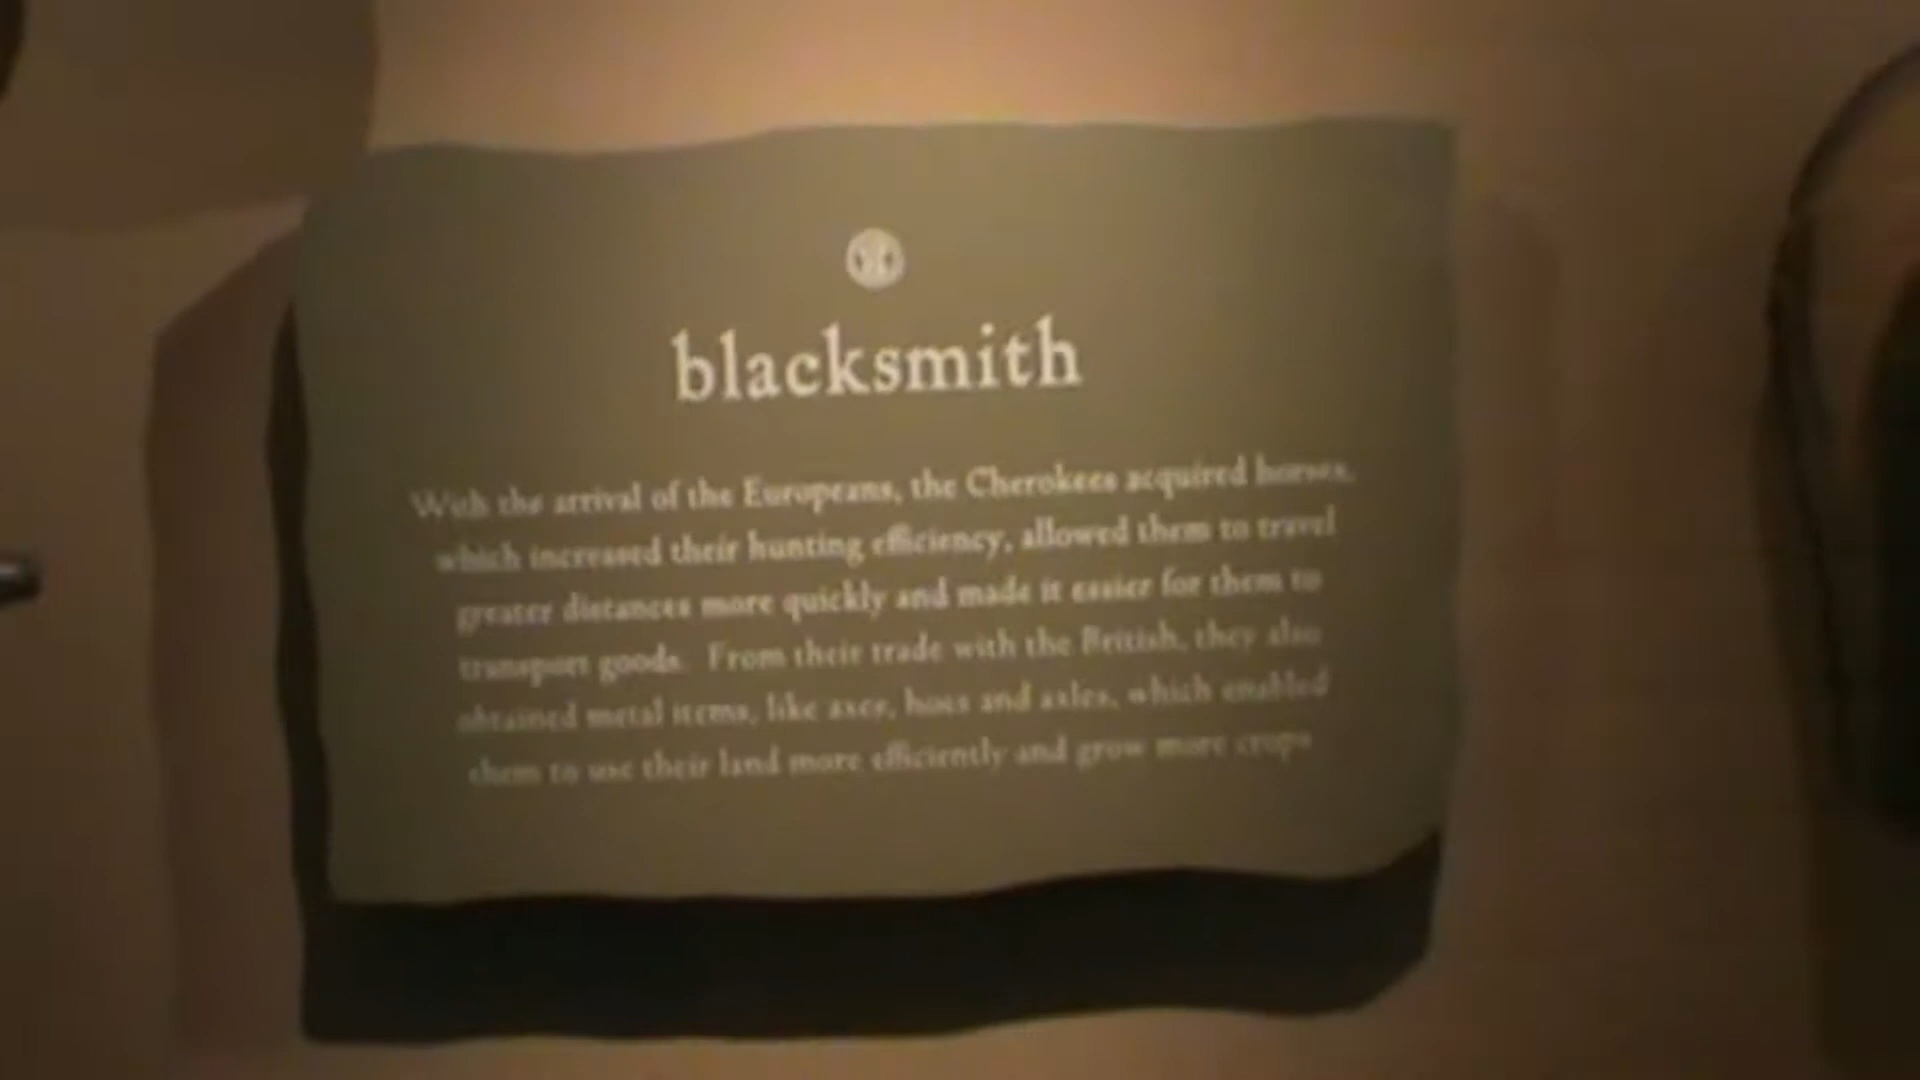 blacksmith
With the arrival of the Europeans, the Cherokees acquired horses,
which increased their hunting efficiency, allowed them to travel
greater distances more quickly and made it easier for them to
transport goods. From their trade with the British, they also
obtained metal items, like axes, hoes and axles, which enabled
them to use their land more efficiently and grow more crops